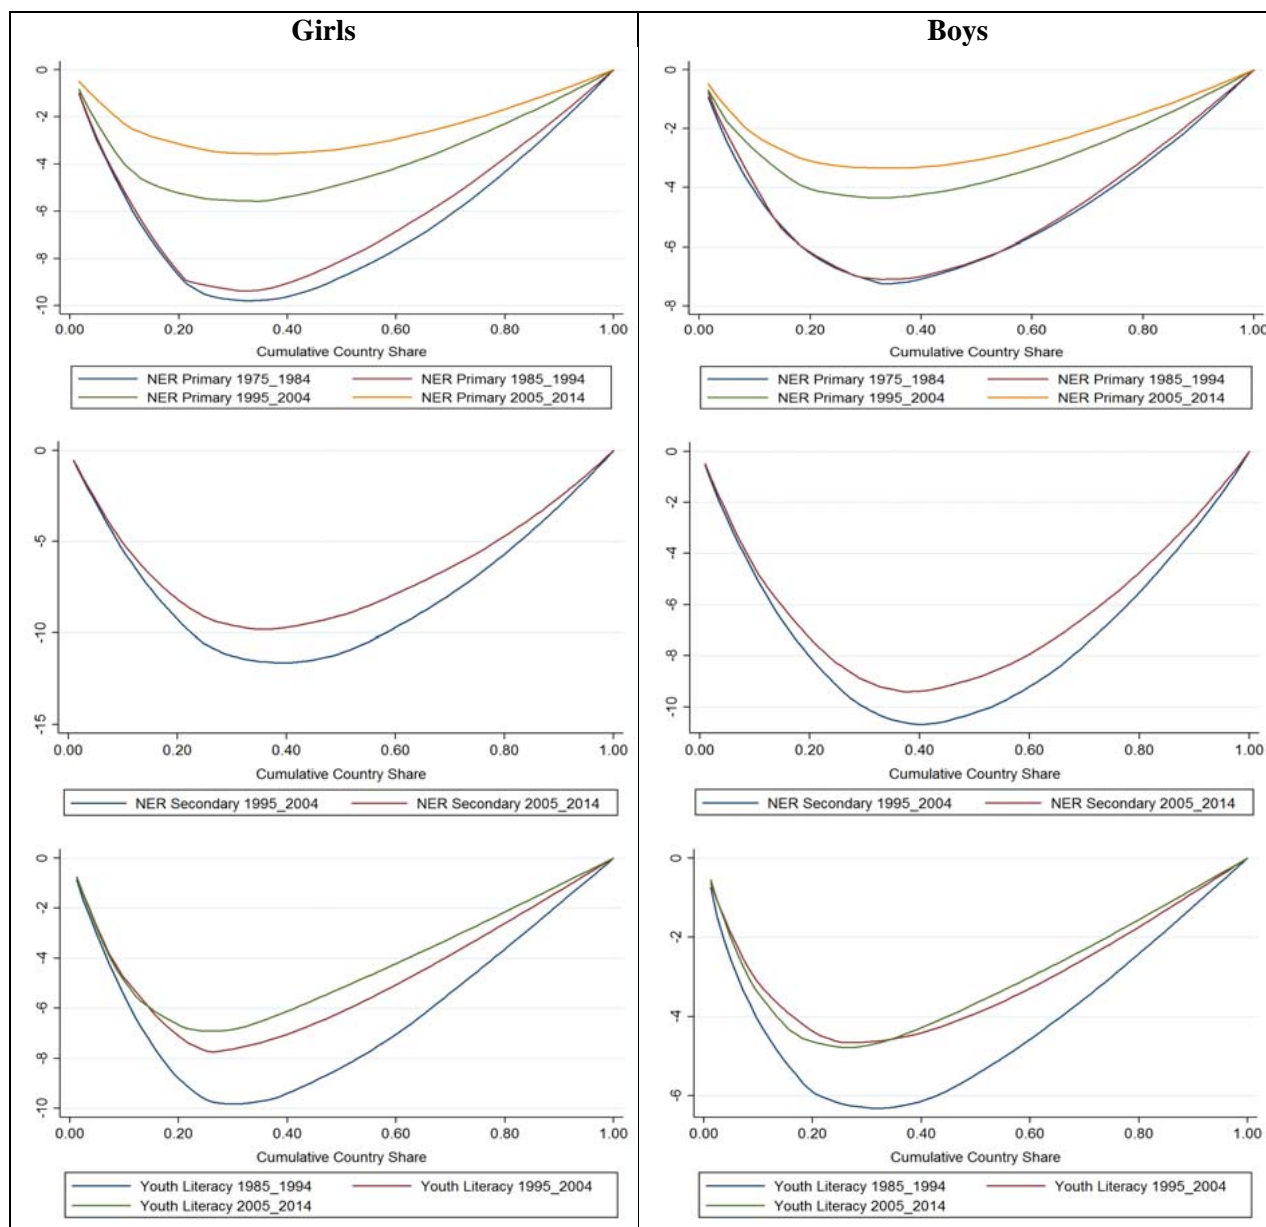 Girls
Boys
0
-2
-4
-6
-8
-10
0.00 0.20 0.40 0.60 0.80 1.00
Cumulative Country Share
NER Primary 1975_1984 NER Primary 1985_1994
NER Primary 1995_2004 NER Primary 2005_2014
0
-2
-4
-6
-8
0.00 0.20 0.40 0.60 0.80 1.00
Cumulative Country Share
NER Primary 1975_1984 NER Primary 1985_1994
NER Primary 1995_2004 NER Primary 2005_2014
0
-5
-10
-15
0.00 0.20 0.40 0.60 0.80 1.00
Cumulative Country Share
NER Secondary 1995_2004 NER Secondary 2005_2014
0
-2
-4
-6
-8
-10
0.00 0.20 0.40 0.60 0.80 1.00
Cumulative Country Share
NER Secondary 1995_2004 NER Secondary 2005_2014
0
-2
-4
-6
-8
-10
0.00 0.20 0.40 0.60 0.80 1.00
Cumulative Country Share
Youth Literacy 1985_1994 Youth Literacy 1995_2004
Youth Literacy 2005_2014
0
-2
-4
-6
0.00 0.20 0.40 0.60 0.80 1.00
Cumulative Country Share
Youth Literacy 1985_1994 Youth Literacy 1995_2004
Youth Literacy 2005_2014